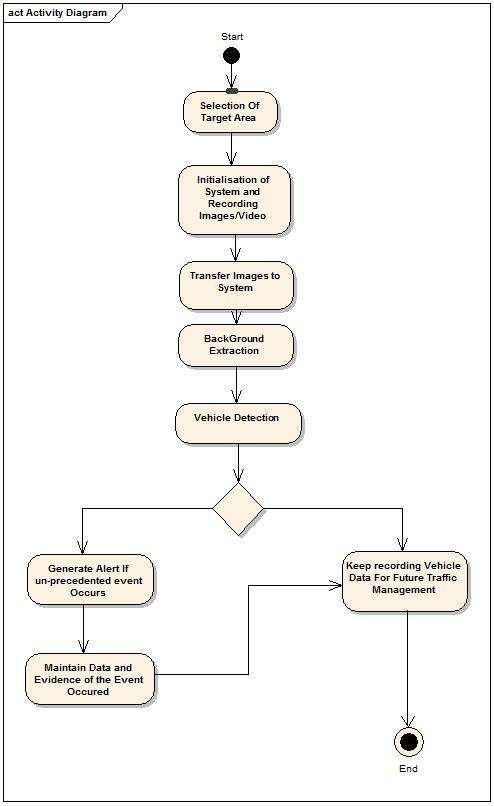 act Activity Diagram
Start
Selection Of
Target Area
Initialisation of
System and
Recording
Images/Video
Transfer Images to
System
BackGround
Extraction
Vehicle Detection
Generate Alert If
un-precedented event
Occurs
Keep recording Vehicle
Data For Future Traffic
Management
Maintain Data and
Evidence of the Event
Occured
End